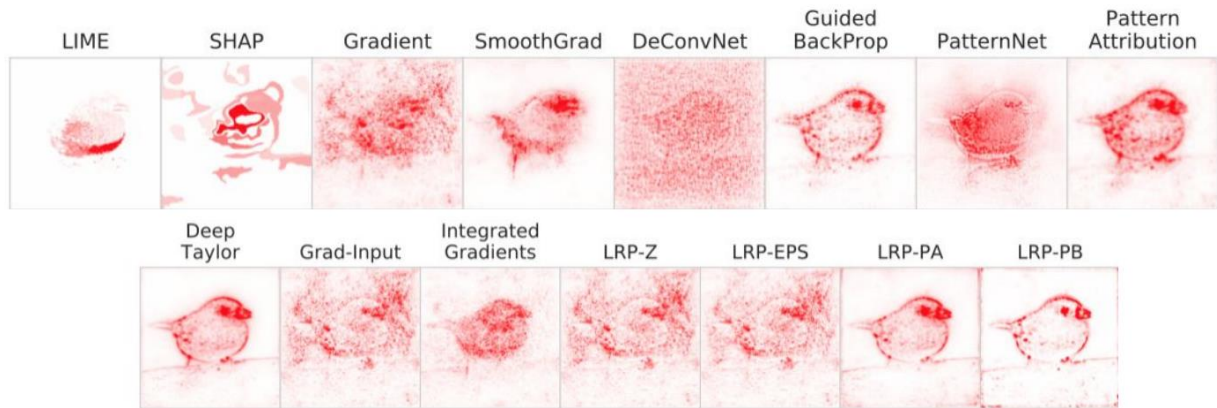 LIME
SHAP
Gradient
SmoothGrad
DeConvNet
Guided
BackProp
PatternNet
Pattern
Attribution
Deep
Taylor
Grad-Input
Integrated
Gradients
LRP-Z
LRP-EPS
LRP-PA
LRP-PB